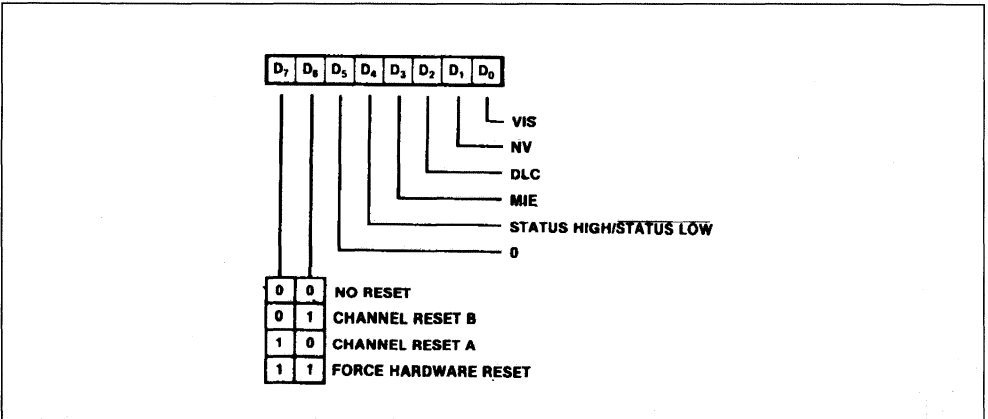 D7 D6 D5 D4 D3 D2 D1 D0
VIS
NV
DLC
MIE
STATUS HIGH/STATUS LOW
0
0 0 NO RESET
0 1 CHANNEL RESET B
1 0 CHANNEL RESET A
1 1 FORCE HARDWARE RESET